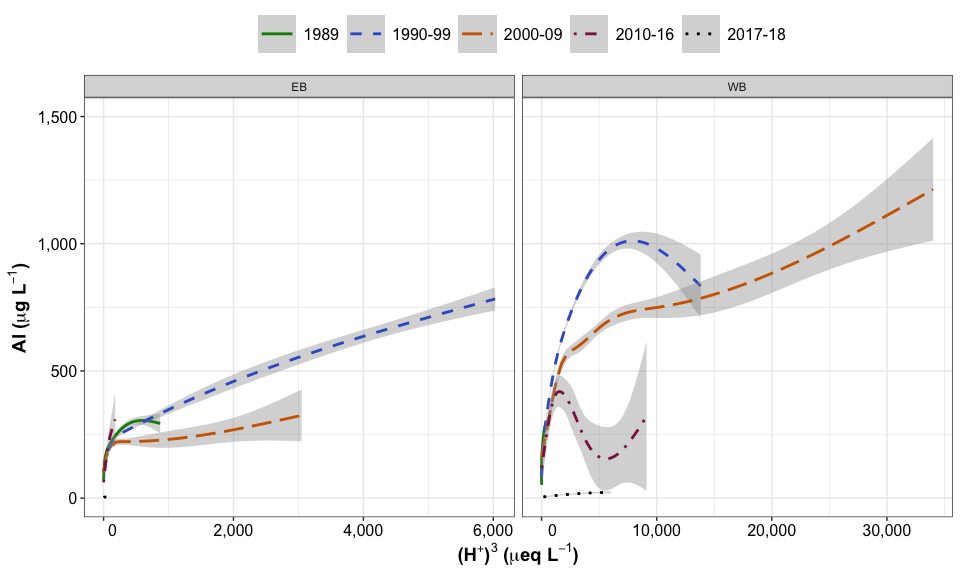 1989 1990-99 2000-09 2010-16 2017-18
EB WB
1,500
1,000
500
0
Al (μg L⁻¹)
0 2,000 4,000 6,000 0 10,000 20,000 30,000
(H⁺)³ (μeq L⁻¹)